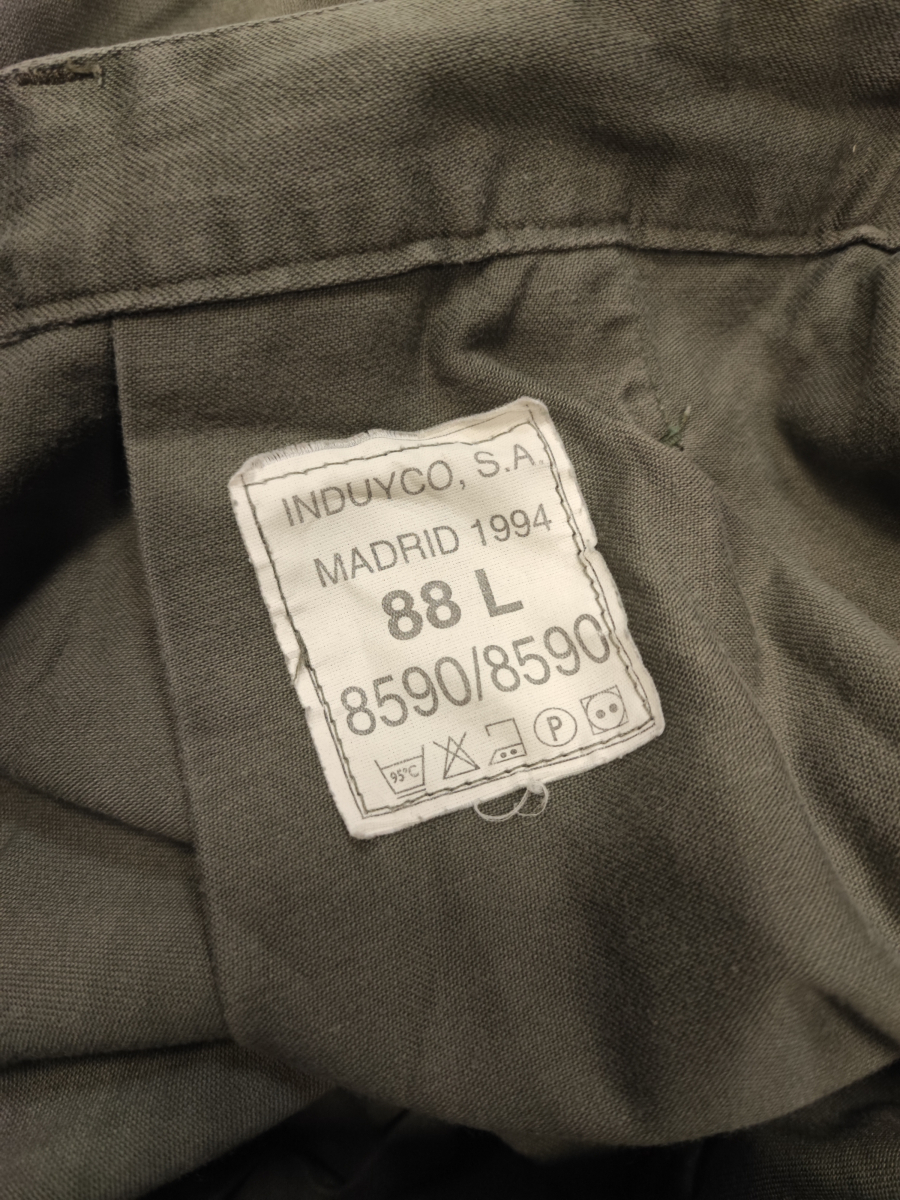 INDUYCO, S.A.
MADRID 1994
88 L
8590/8590
95°C P